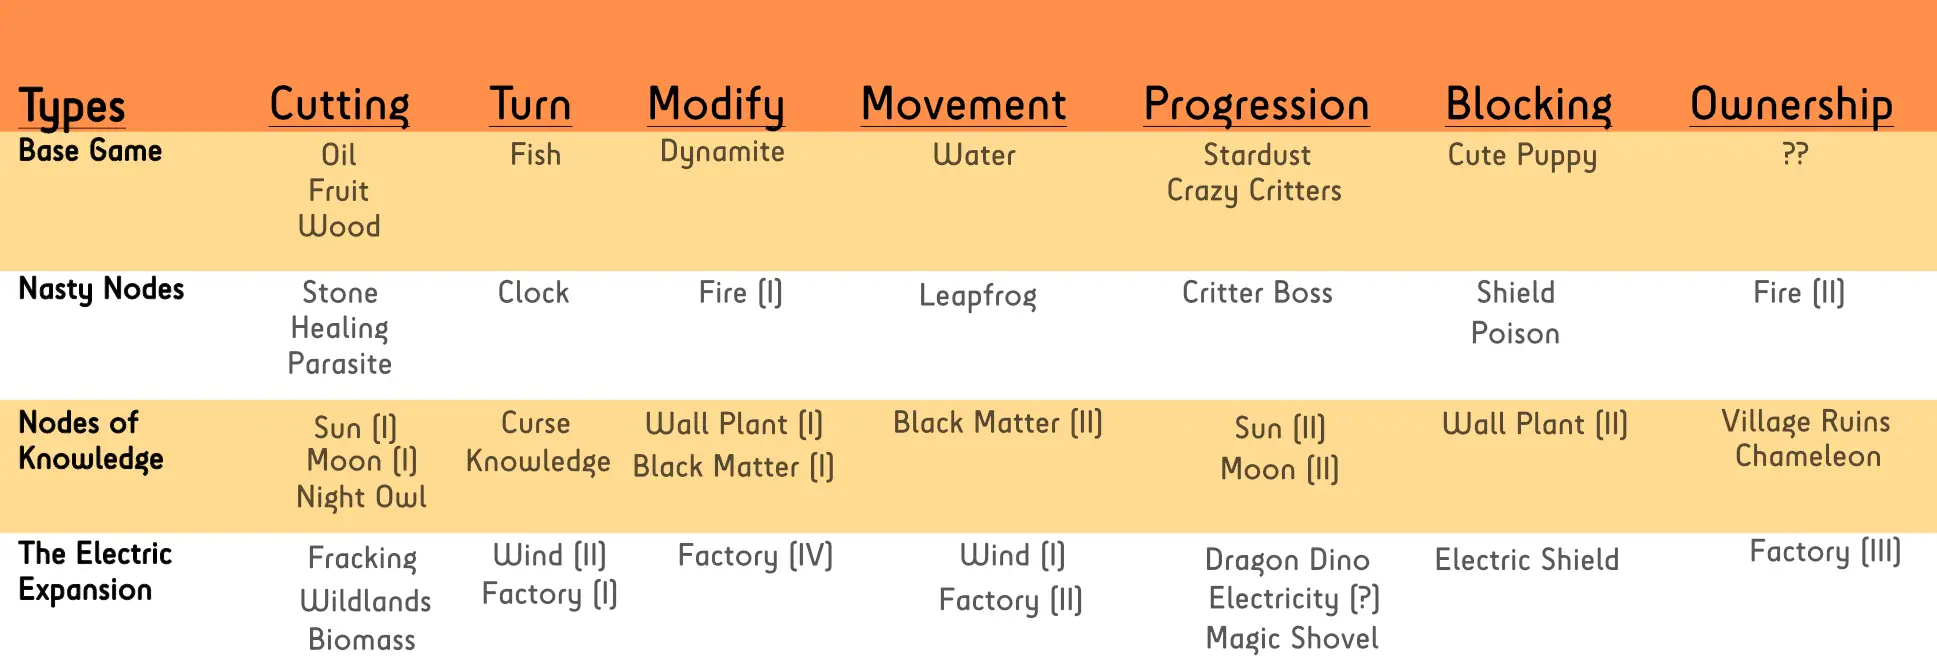 Types Cutting Turn Modify Movement Progression Blocking Ownership
Base Game Oil Fish Dynamite Water Stardust Cute Puppy ??
Fruit Crazy Critters
Wood
Nasty Nodes Stone Clock Fire (I) Leapfrog Critter Boss Shield Fire (II)
Healing Poison
Parasite
Nodes of Sun (I) Curse Wall Plant (I) Black Matter (II) Sun (II) Wall Plant (II) Village Ruins
Knowledge Moon (I) Knowledge Black Matter (I) Moon (II) Chameleon
Night Owl
The Electric Fracking Wind (II) Factory (IV) Wind (I) Dragon Dino Electric Shield Factory (III)
Expansion Wildlands Factory (I) Factory (II) Electricity (?)
Biomass Magic Shovel